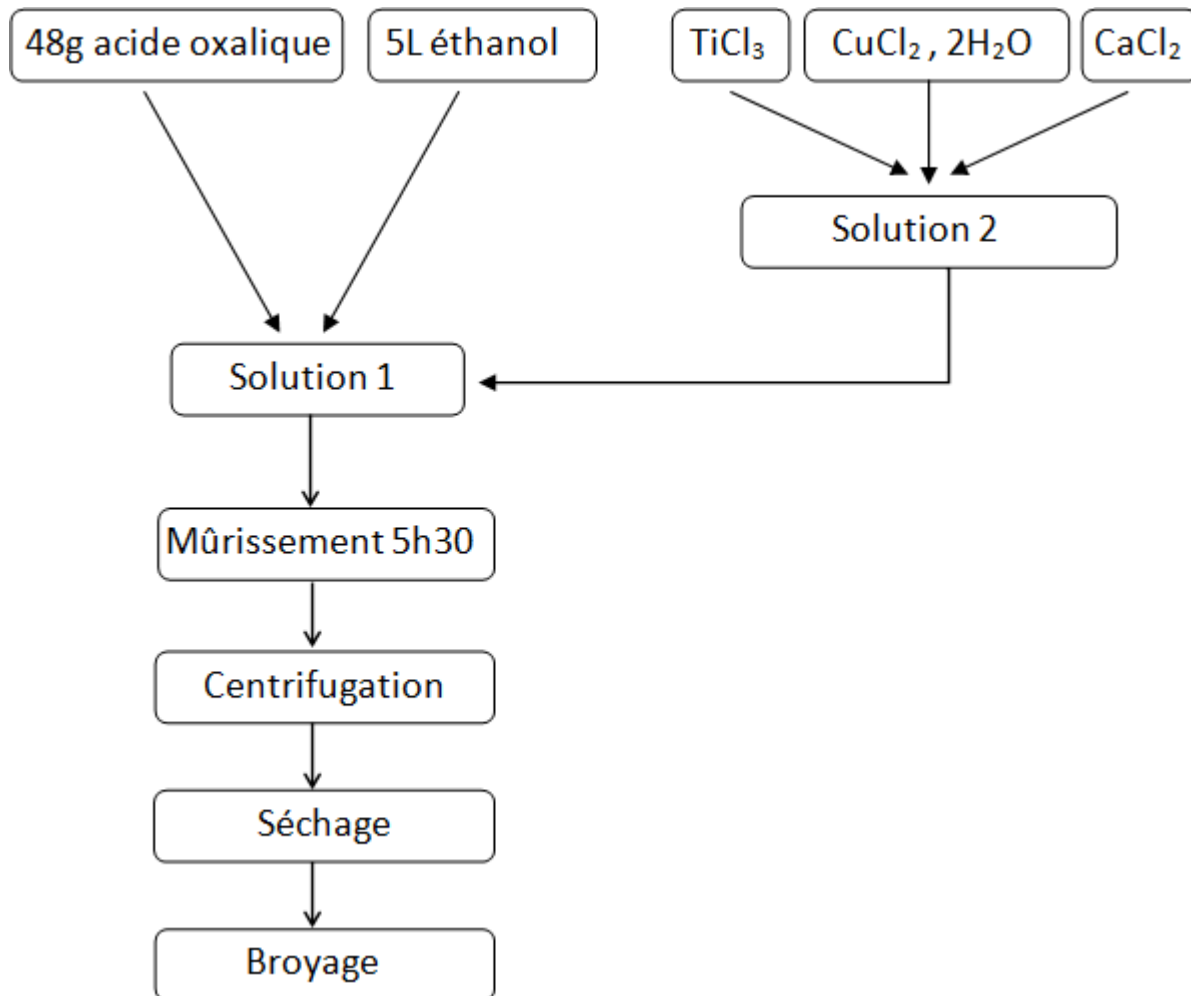 48g acide oxalique
5L éthanol
TiCl₃
CuCl₂ , 2H₂O
CaCl₂
Solution 2
Solution 1
Mûrissement 5h30
Centrifugation
Séchage
Broyage